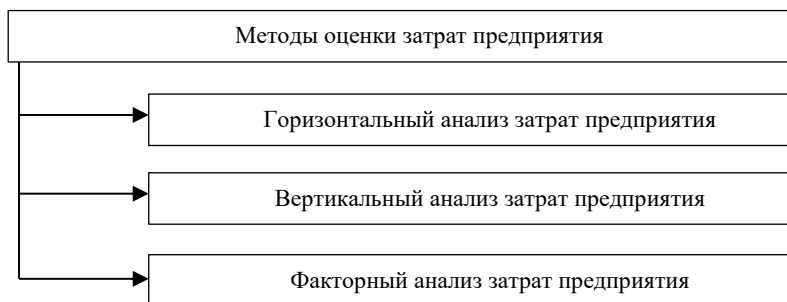 Методы оценки затрат предприятия
Горизонтальный анализ затрат предприятия
Вертикальный анализ затрат предприятия
Факторный анализ затрат предприятия